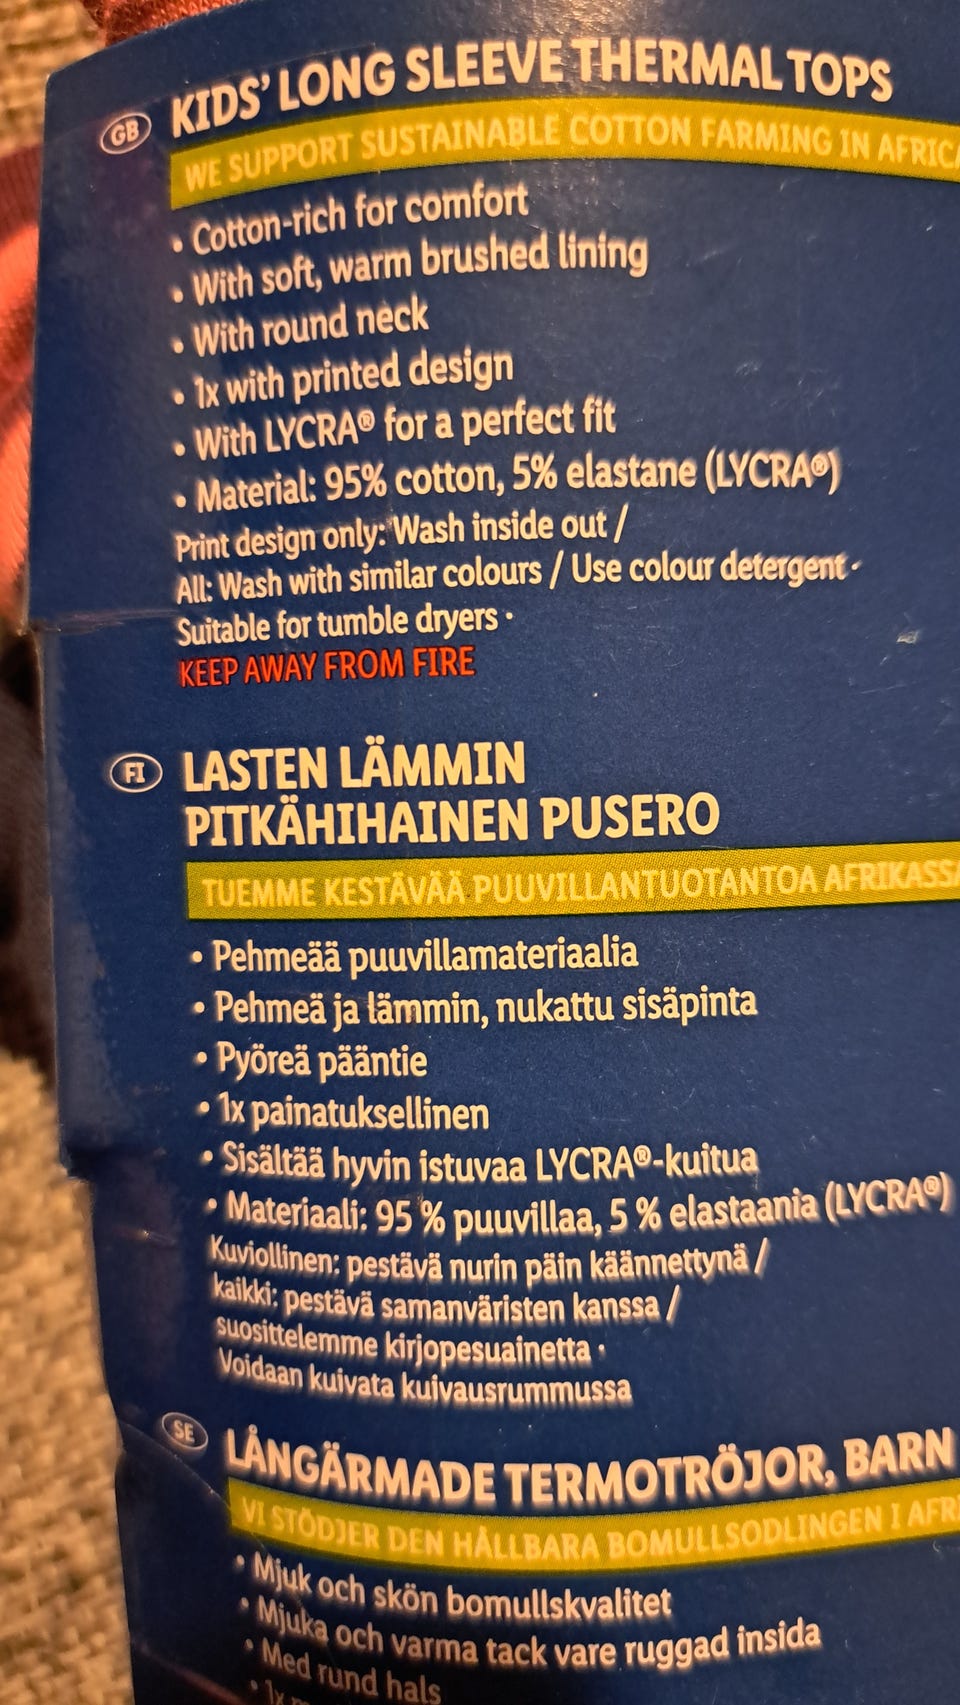 GB
KIDS' LONG SLEEVE THERMAL TOPS
WE SUPPORT SUSTAINABLE COTTON FARMING IN AFRICA
• Cotton-rich for comfort
• With soft, warm brushed lining
• With round neck
• 1x with printed design
• With LYCRA® for a perfect fit
• Material: 95% cotton, 5% elastane (LYCRA®)
Print design only: Wash inside out /
All: Wash with similar colours / Use colour detergent ·
Suitable for tumble dryers ·
KEEP AWAY FROM FIRE
FI
LASTEN LÄMMIN
PITKÄHIHAINEN PUSERO
TUEMME KESTÄVÄÄ PUUVILLANTUOTANTOA AFRIKASSA
• Pehmeää puuvillamateriaalia
• Pehmeä ja lämmin, nukattu sisäpinta
• Pyöreä pääntie
• 1x painatuksellinen
• Sisältää hyvin istuvaa LYCRA®-kuitua
• Materiaali: 95 % puuvillaa, 5 % elastaania (LYCRA®)
Kuviollinen: pestävä nurin päin käännettynä /
kaikki: pestävä samanväristen kanssa /
suosittelemme kirjopesuainetta ·
Voidaan kuivata kuivausrummussa
SE
LÅNGÄRMADE TERMOTRÖJOR, BARN
VI STÖDJER DEN HÅLLBARA BOMULLSODLINGEN I AFRI
• Mjuk och skön bomullskvalitet
• Mjuka och varma tack vare ruggad insida
• Med rund hals
• 1x